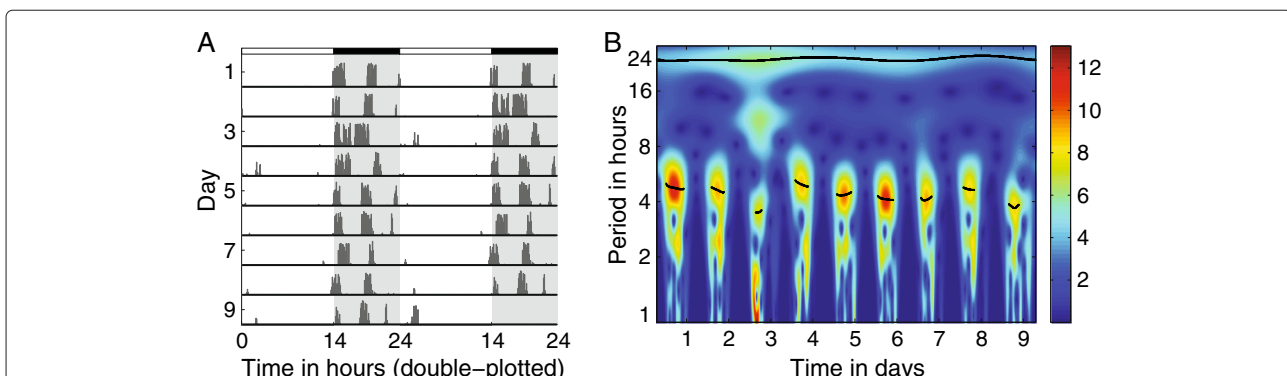 A
1
3
5
7
9
Day
0 14 24 14 24
Time in hours (double−plotted)
B
24
16
8
4
2
1
Period in hours
1 2 3 4 5 6 7 8 9
Time in days
12
10
8
6
4
2